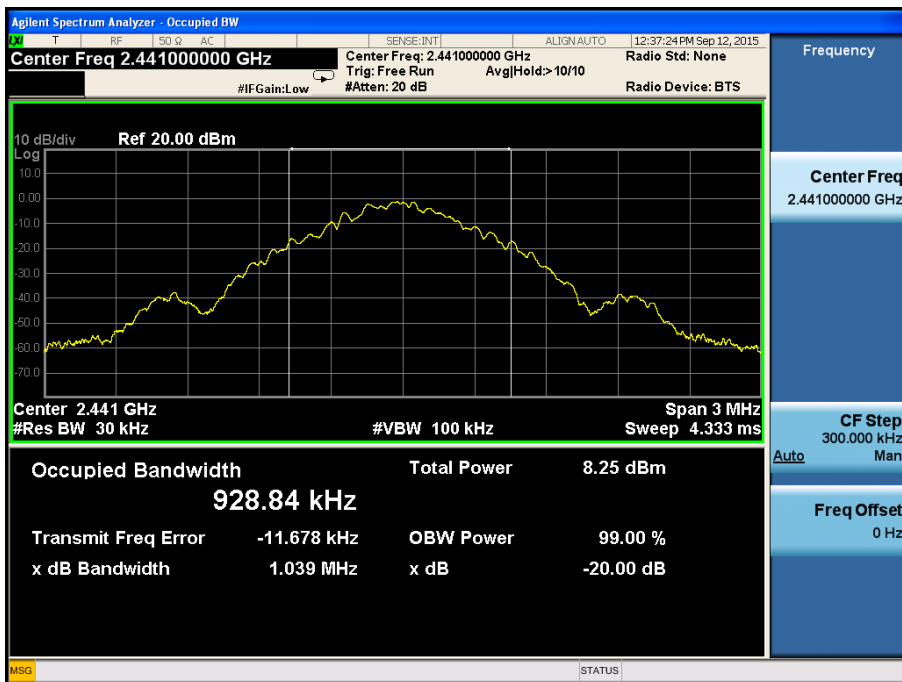 Agilent Spectrum Analyzer - Occupied BW
LXI T RF 50 Ω AC SENSE:INT ALIGN AUTO 12:37:24 PM Sep 12, 2015
Center Freq 2.441000000 GHz
Center Freq: 2.441000000 GHz Radio Std: None
Trig: Free Run Avg|Hold:> 10/10
#IFGain:Low #Atten: 20 dB Radio Device: BTS
10 dB/div Ref 20.00 dBm
Log
10.0
0.00
-10.0
-20.0
-30.0
-40.0
-50.0
-60.0
-70.0
Center 2.441 GHz Span 3 MHz
#Res BW 30 kHz #VBW 100 kHz Sweep 4.333 ms
Occupied Bandwidth Total Power 8.25 dBm
928.84 kHz
Transmit Freq Error -11.678 kHz OBW Power 99.00 %
x dB Bandwidth 1.039 MHz x dB -20.00 dB
Frequency
Center Freq
2.441000000 GHz
CF Step
300.000 kHz
Auto Man
Freq Offset
0 Hz
MSG STATUS